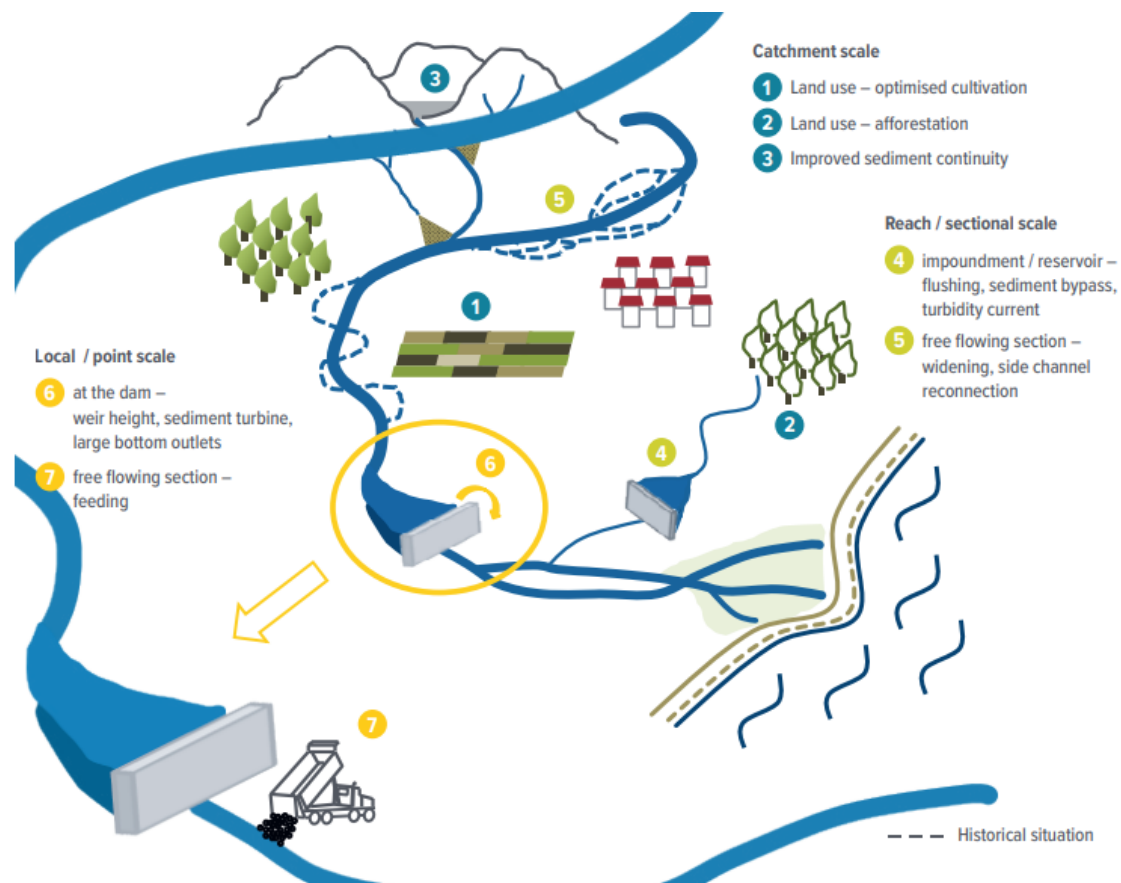 Catchment scale
1 Land use – optimised cultivation
2 Land use – afforestation
3 Improved sediment continuity
Reach / sectional scale
4 impoundment / reservoir –
flushing, sediment bypass,
turbidity current
5 free flowing section –
widening, side channel
reconnection
Local / point scale
6 at the dam –
weir height, sediment turbine,
large bottom outlets
7 free flowing section –
feeding
3
5
1
2
4
6
7
Historical situation